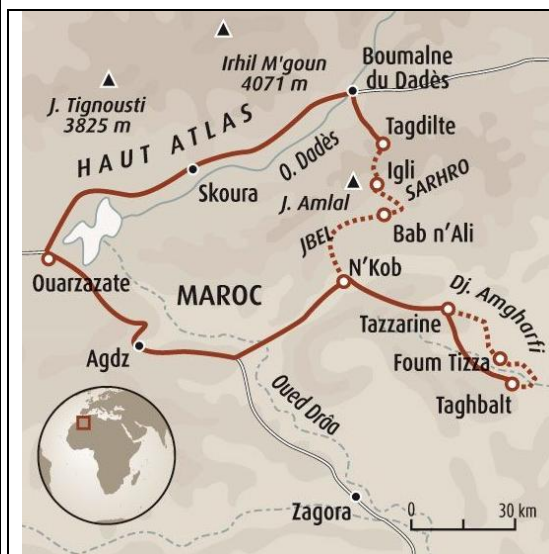 Irhil M'goun
4071 m
Boumalne
du Dadès
J. Tignousti
3825 m
HAUT ATLAS
Tagdilte
O. Dadès
Igli
SARHRO
Skoura
J. Amlal
Bab n'Ali
JBEL
N'Kob
Ouarzazate
MAROC
Dj. Amgharfi
Tazzarine
Foum Tizza
Agdz
Taghbalt
Oued Drâa
Zagora
0 30 km